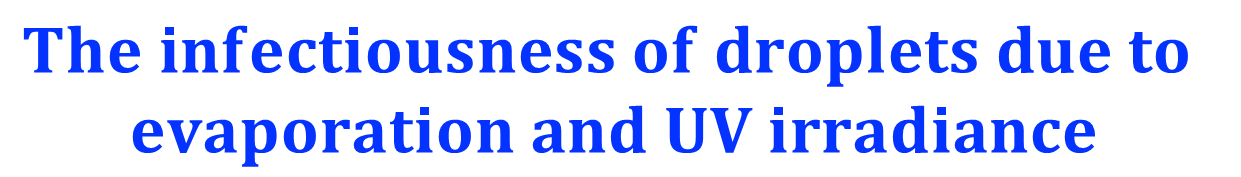 The infectiousness of droplets due to
evaporation and UV irradiance